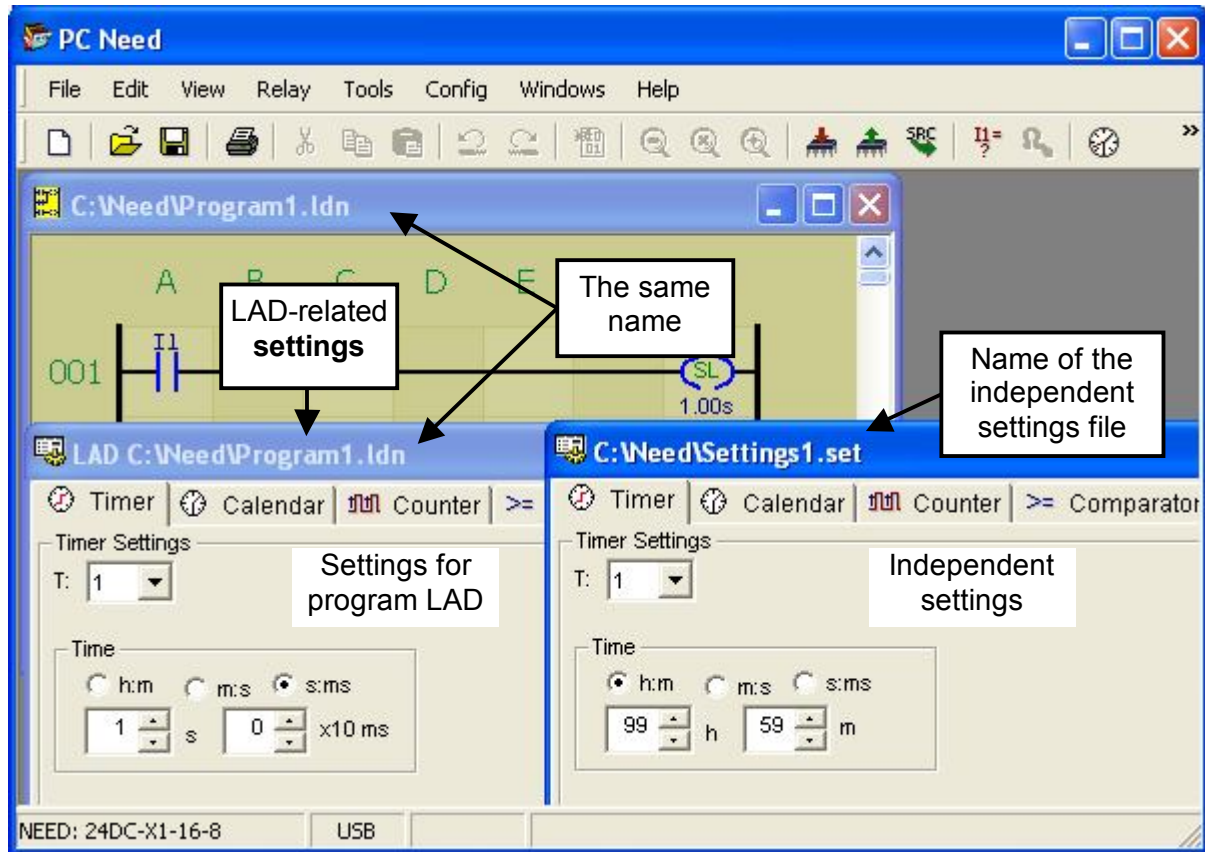 PC Need
File Edit View Relay Tools Config Windows Help
SRC I1= ? »
C:\Need\Program1.ldn
A B C D E
LAD-related
settings
The same
name
Name of the
independent
settings file
I1
001
SL
1.00s
LAD C:\Need\Program1.ldn
Timer Calendar Counter >=
Timer Settings
T: 1
Settings for
program LAD
Time
h:m m:s s:ms
1 s 0 x10 ms
C:\Need\Settings1.set
Timer Calendar Counter >= Comparator
Timer Settings
T: 1
Independent
settings
Time
h:m m:s s:ms
99 h 59 m
NEED: 24DC-X1-16-8 USB